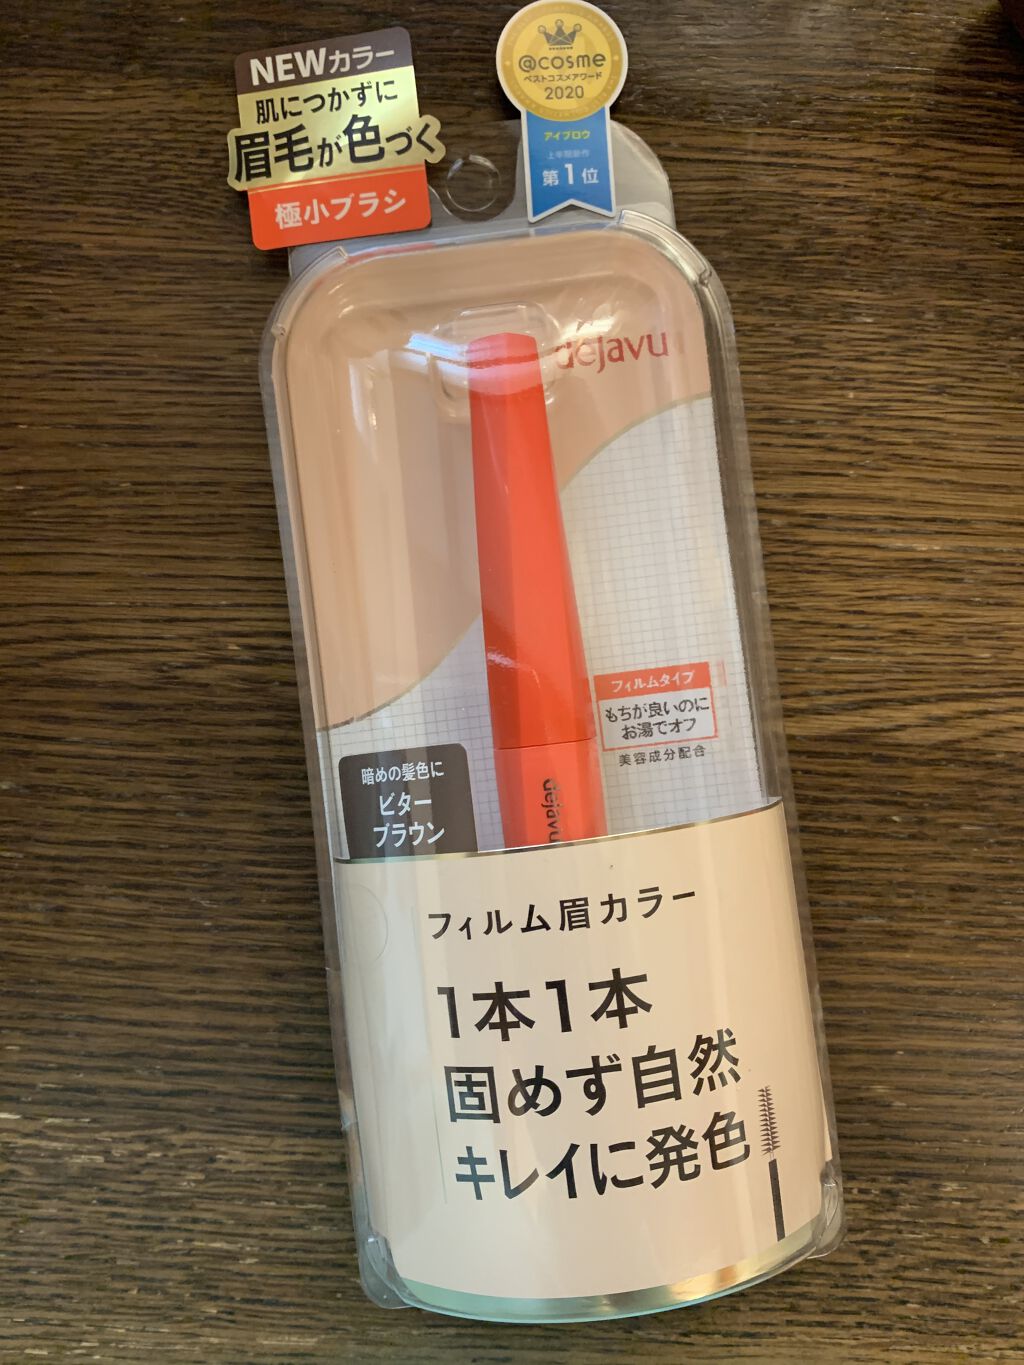 NEWカラー
肌につかずに
眉毛が色づく
極小ブラシ
@cosme
ベストコスメアワード
2020
アイブロウ
上半期新作
第1位
dejavu
フィルムタイプ
もちが良いのに
お湯でオフ
美容成分配合
暗めの髪色に
ビター
ブラウン
dejavu
フィルム眉カラー
1本1本
固めず自然
キレイに発色